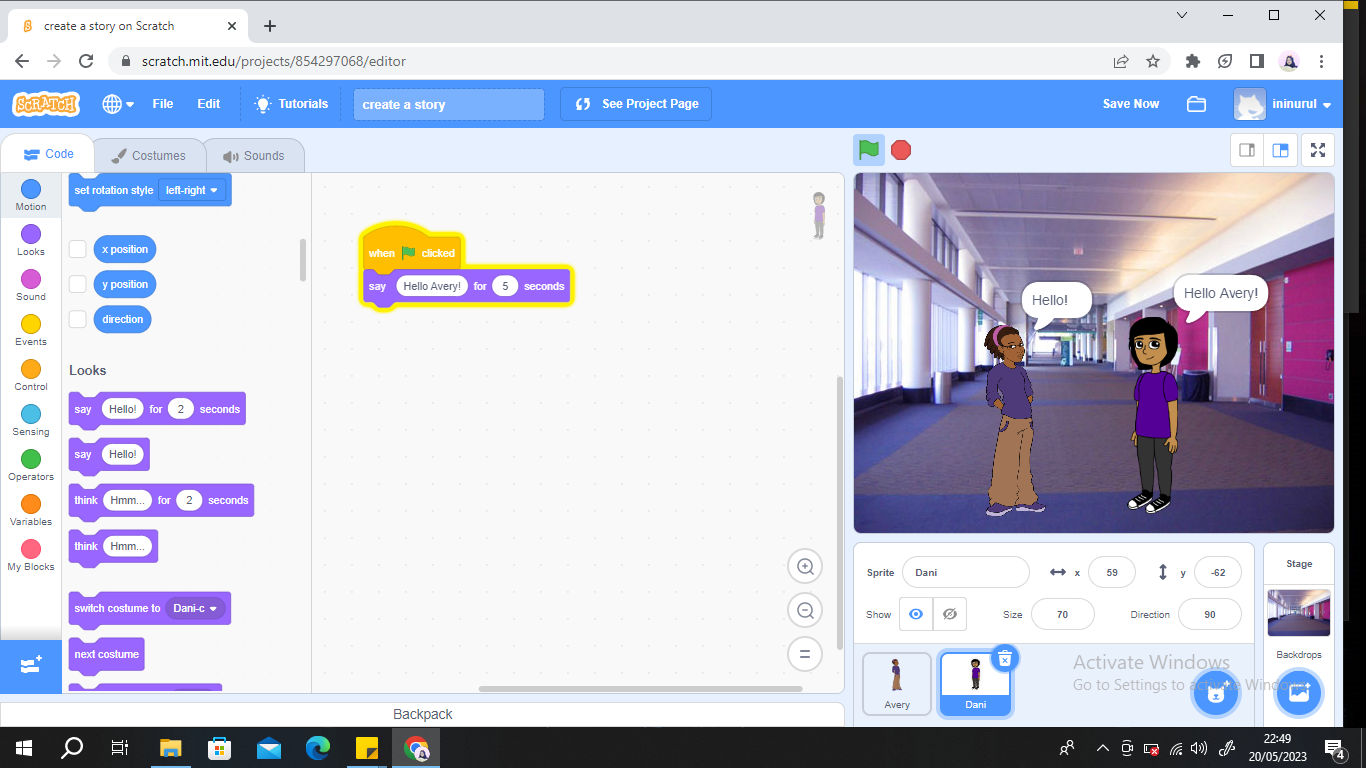 create a story on Scratch
scratch.mit.edu/projects/854297068/editor
SCRATCH
File Edit Tutorials
create a story
See Project Page
Save Now
ininurul
Code Costumes Sounds
Motion
Looks
Sound
Events
Control
Sensing
Operators
Variables
My Blocks
set rotation style left-right
x position
y position
direction
Looks
say Hello! for 2 seconds
say Hello!
think Hmm... for 2 seconds
think Hmm...
switch costume to Dani-c
next costume
when clicked
say Hello Avery! for 5 seconds
Backpack
Hello!
Hello Avery!
Sprite Dani x 59 y -62
Show Size 70 Direction 90
Avery
Dani
Stage
Backdrops
Activate Windows
Go to Settings to activate Windows
22:49
20/05/2023
4